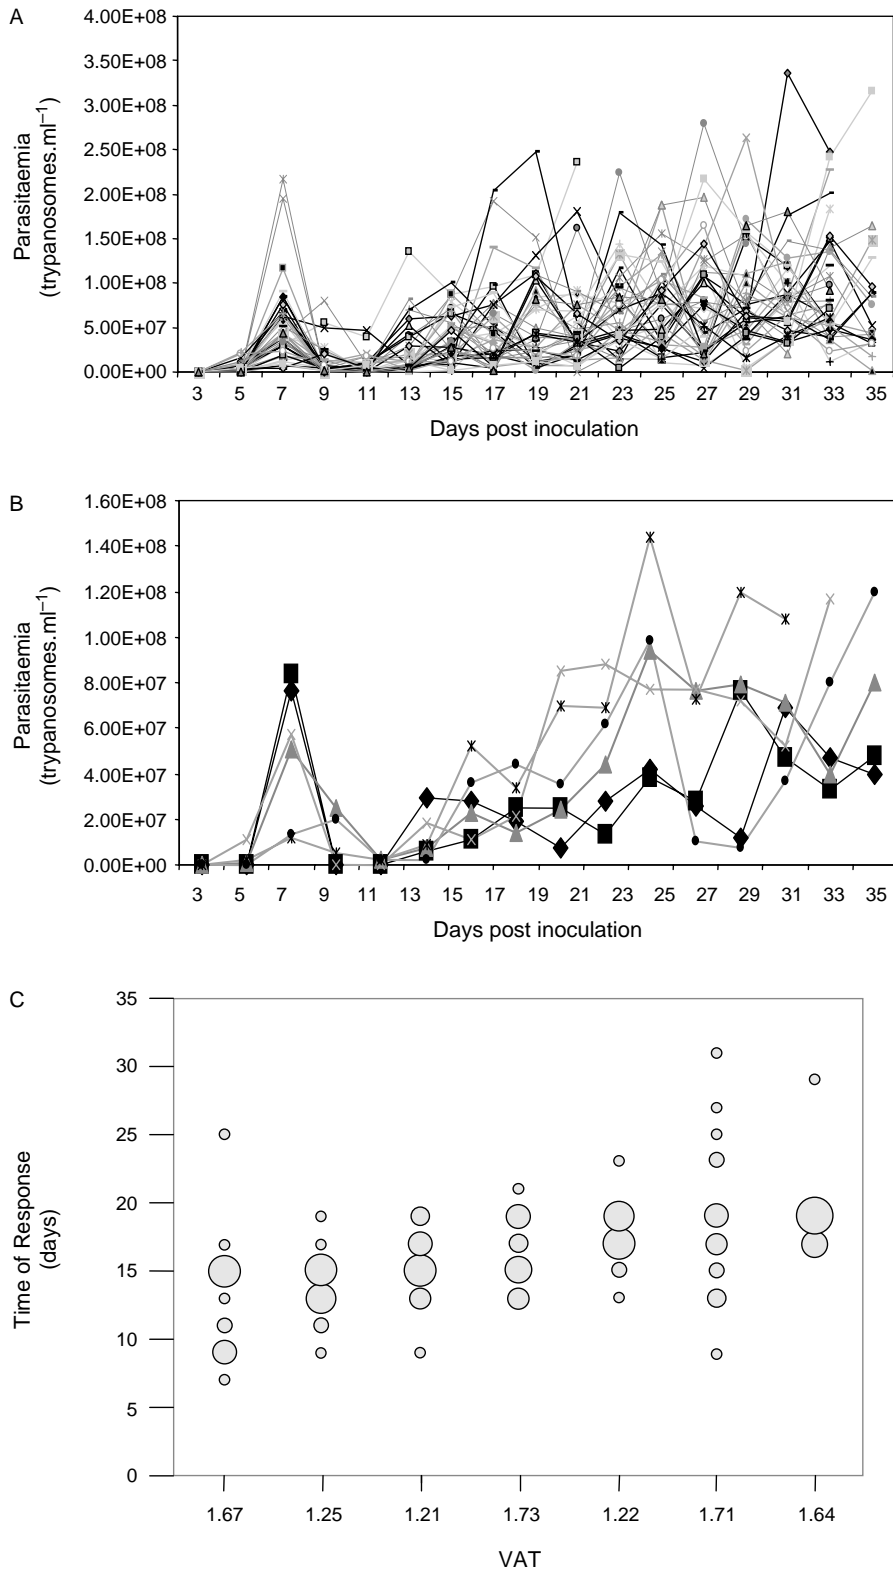 A
4.00E+08
3.50E+08
3.00E+08
2.50E+08
2.00E+08
1.50E+08
1.00E+08
5.00E+07
0.00E+00
Parasitaemia
(trypanosomes.ml⁻¹)
3 5 7 9 11 13 15 17 19 21 23 25 27 29 31 33 35
Days post inoculation
B
1.60E+08
1.40E+08
1.20E+08
1.00E+08
8.00E+07
6.00E+07
4.00E+07
2.00E+07
0.00E+00
Parasitaemia
(trypanosomes.ml⁻¹)
3 5 7 9 11 13 15 17 19 21 23 25 27 29 31 33 35
Days post inoculation
C
35
30
25
20
15
10
5
0
Time of Response
(days)
1.67 1.25 1.21 1.73 1.22 1.71 1.64
VAT